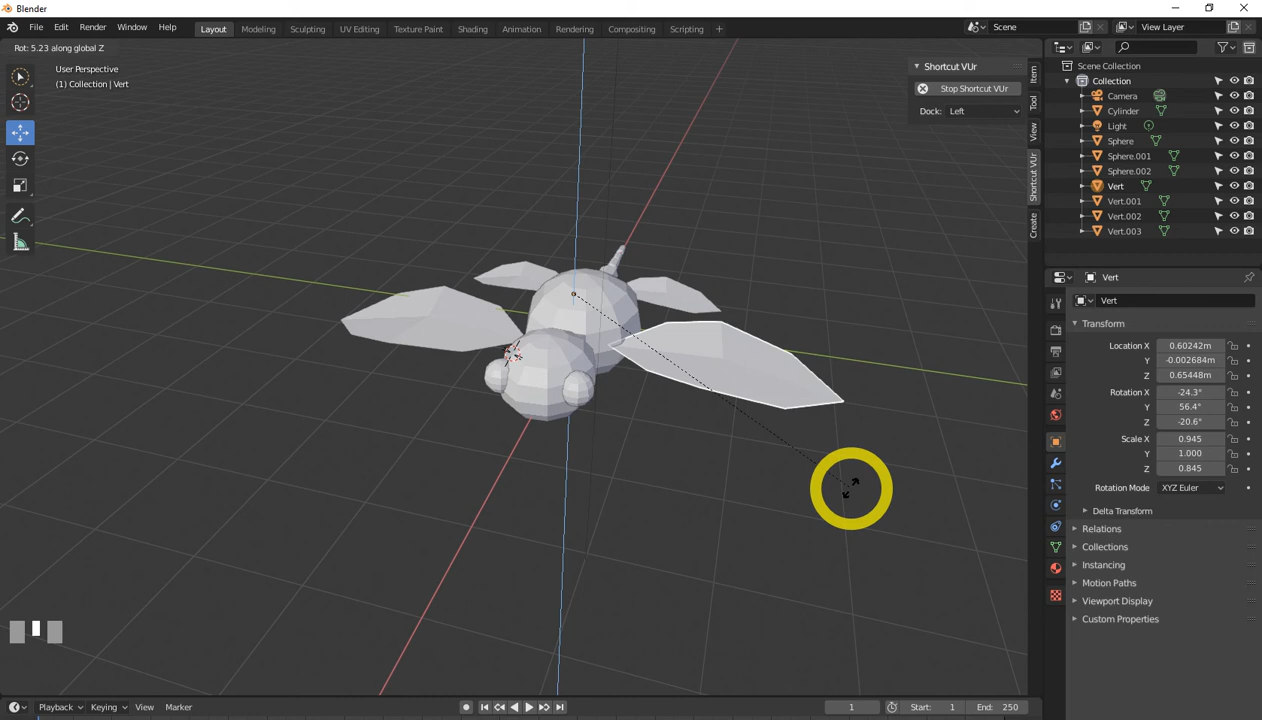 Blender
File Edit Render Window Help Layout Modeling Sculpting UV Editing Texture Paint Shading Animation Rendering Compositing Scripting + Scene View Layer
Rot: 5.23 along global Z
User Perspective
(1) Collection | Vert
Shortcut VUr
Stop Shortcut VUr
Dock: Left
Item
Tool
View
Shortcut VUr
Create
Scene Collection
Collection
Camera
Cylinder
Light
Sphere
Sphere.001
Sphere.002
Vert
Vert.001
Vert.002
Vert.003
Vert
Vert
Transform
Location X 0.60242m
Y -0.002684m
Z 0.65448m
Rotation X -24.3°
Y 56.4°
Z -20.6°
Scale X 0.945
Y 1.000
Z 0.845
Rotation Mode XYZ Euler
Delta Transform
Relations
Collections
Instancing
Motion Paths
Viewport Display
Custom Properties
Playback Keying View Marker 1 Start: 1 End: 250